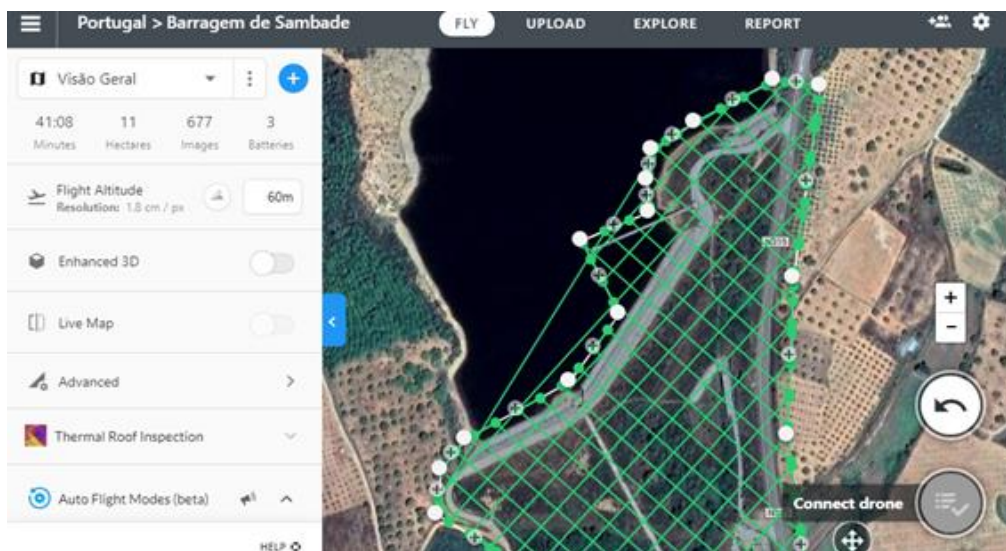 Portugal > Barragem de Sambade
FLY UPLOAD EXPLORE REPORT
Visão Geral
41:08 11 677 3
Minutes Hectares Images Batteries
Flight Altitude
Resolution: 1.8 cm / px
60m
Enhanced 3D
Live Map
Advanced
Thermal Roof Inspection
Auto Flight Modes (beta)
HELP
Connect drone